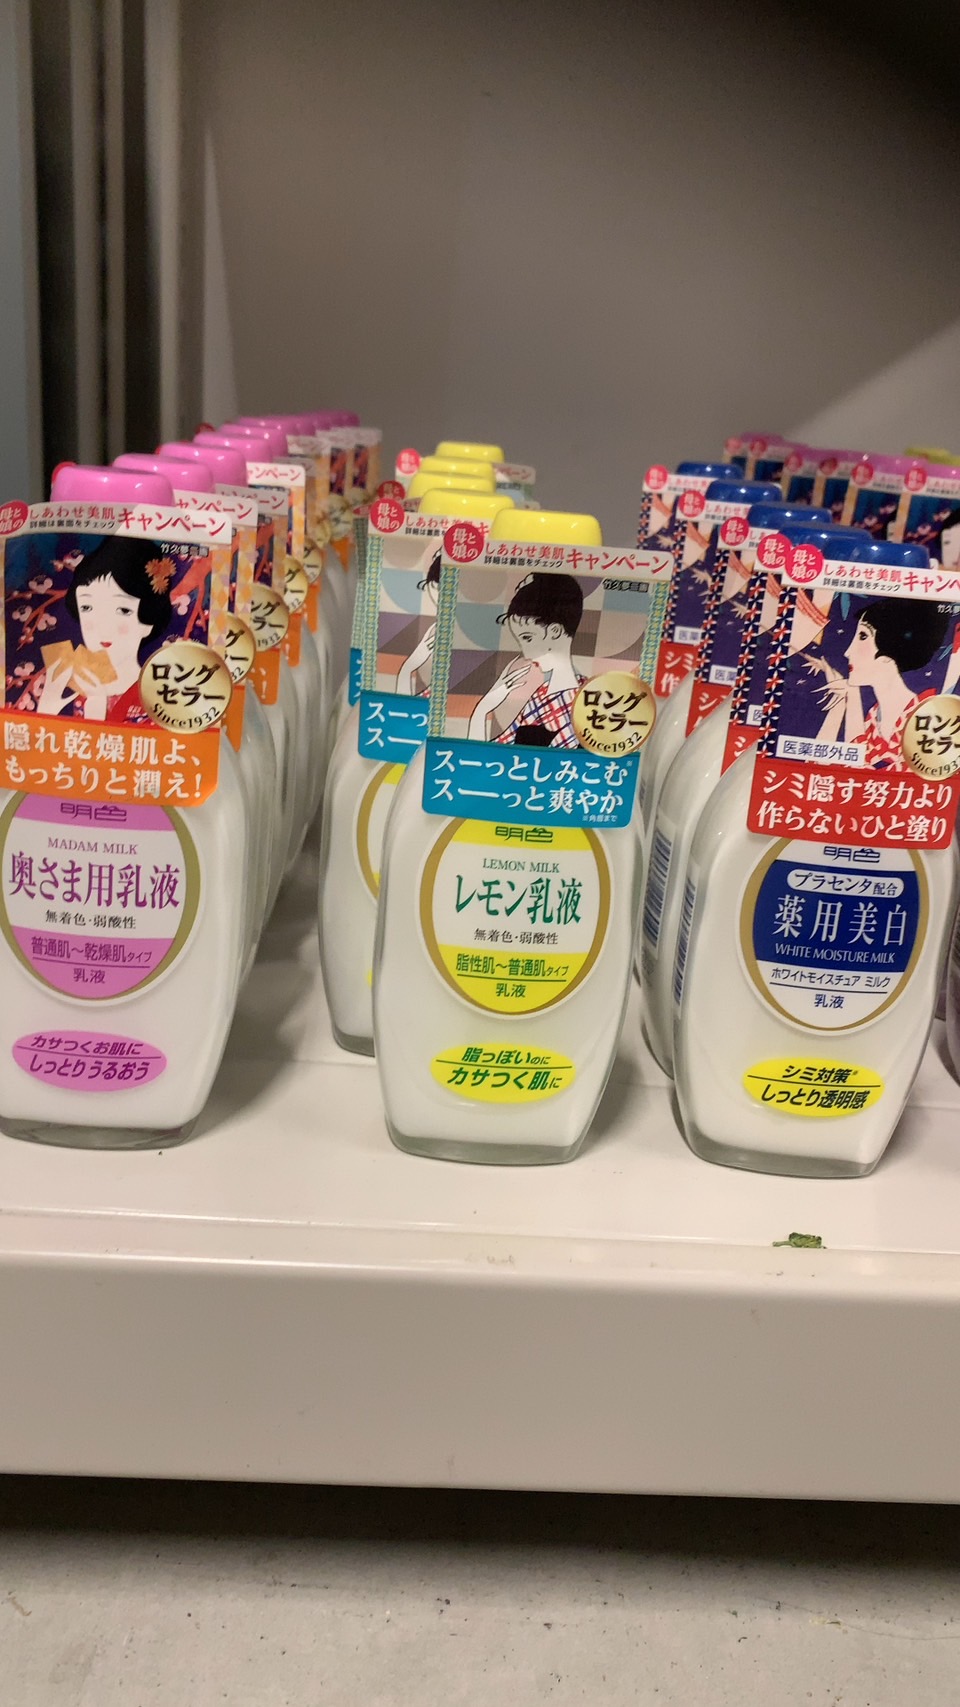 母と娘の
しあわせ美肌キャンペーン
詳細は裏面をチェック
竹久夢二画
ロングセラー
Since1932
隠れ乾燥肌よ、
もっちりと潤え!
明色
MADAM MILK
奥さま用乳液
無着色・弱酸性
普通肌~乾燥肌タイプ
乳液
カサつくお肌に
しっとりうるおう
母と娘の
しあわせ美肌キャンペーン
詳細は裏面をチェック
竹久夢二画
ロングセラー
Since1932
スーっとしみこむ※
スーーっと爽やか
※角層まで
明色
LEMON MILK
レモン乳液
無着色・弱酸性
脂性肌~普通肌タイプ
乳液
脂っぽいのに
カサつく肌に
母と娘の
しあわせ美肌キャンペ
詳細は裏面をチェック
竹久夢
医薬部外品
ロング
セラー
Since193
シミ隠す努力より
作らないひと塗り
明色
プラセンタ配合
薬用美白
WHITE MOISTURE MILK
ホワイトモイスチュア ミルク
乳液
シミ対策※
しっとり透明感